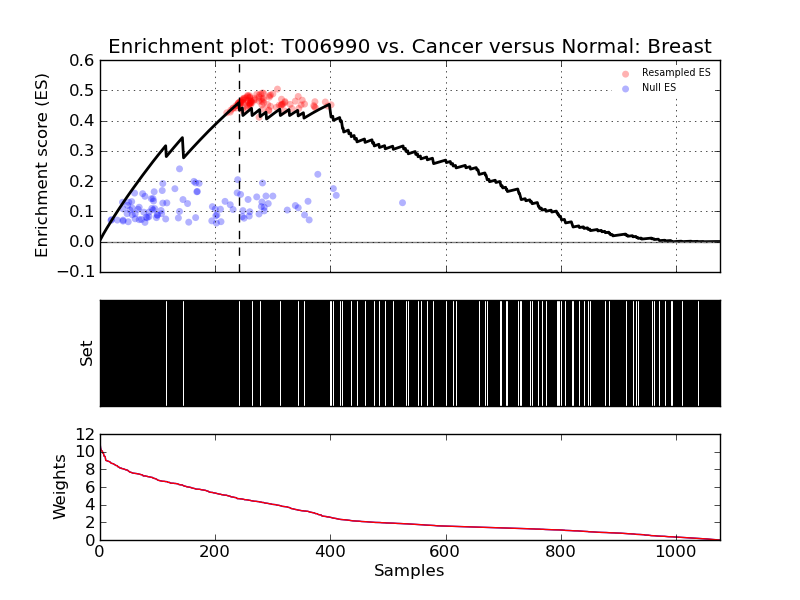 Enrichment plot: T006990 vs. Cancer versus Normal: Breast
0.6
0.5
0.4
0.3
0.2
0.1
0.0
−0.1
Enrichment score (ES)
Resampled ES
Null ES
Set
12
10
8
6
4
2
0
Weights
0 200 400 600 800 1000
Samples